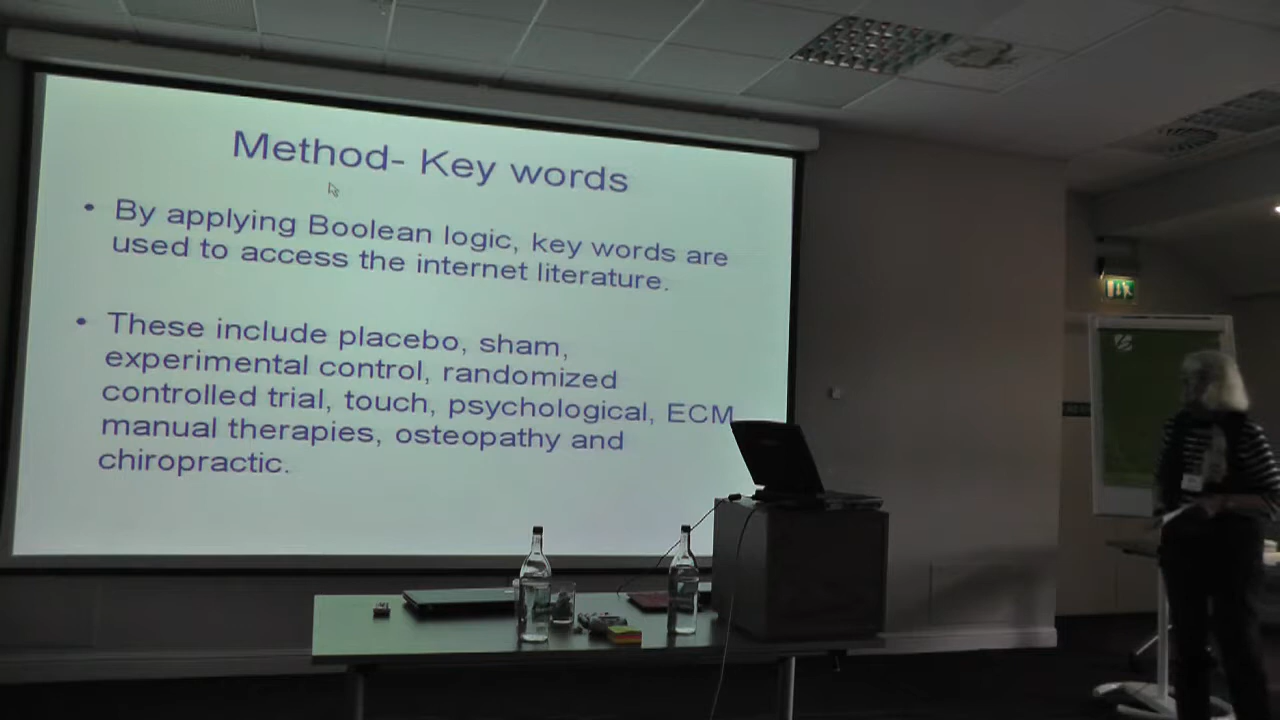 Method- Key words
• By applying Boolean logic, key words are
used to access the internet literature.
• These include placebo, sham,
experimental control, randomized
controlled trial, touch, psychological, ECM
manual therapies, osteopathy and
chiropractic.